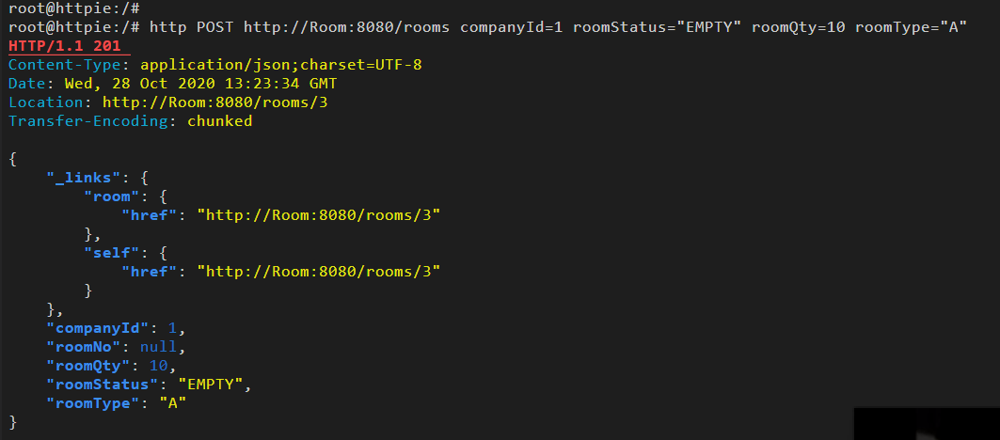 root@httpie:/#
root@httpie:/# http POST http://Room:8080/rooms companyId=1 roomStatus="EMPTY" roomQty=10 roomType="A"
HTTP/1.1 201
Content-Type: application/json;charset=UTF-8
Date: Wed, 28 Oct 2020 13:23:34 GMT
Location: http://Room:8080/rooms/3
Transfer-Encoding: chunked

{
    "_links": {
        "room": {
            "href": "http://Room:8080/rooms/3"
        },
        "self": {
            "href": "http://Room:8080/rooms/3"
        }
    },
    "companyId": 1,
    "roomNo": null,
    "roomQty": 10,
    "roomStatus": "EMPTY",
    "roomType": "A"
}